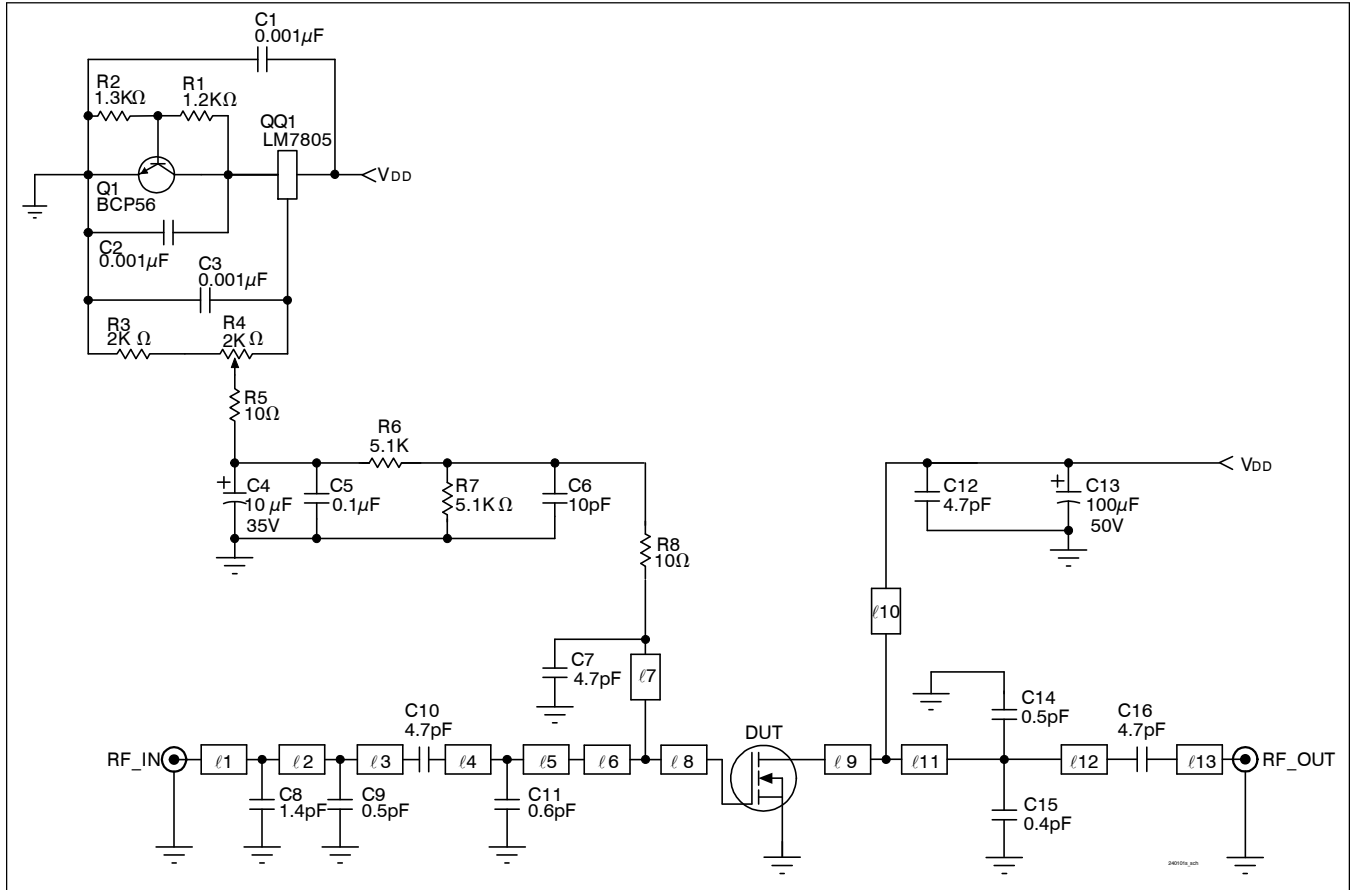 C1
0.001µF
R2
1.3KΩ
R1
1.2KΩ
QQ1
LM7805
VDD
Q1
BCP56
C2
0.001µF
C3
0.001µF
R3
2K Ω
R4
2K Ω
R5
10Ω
R6
5.1K
C4
10 µF
35V
C5
0.1µF
R7
5.1K Ω
C6
10pF
R8
10Ω
C12
4.7pF
C13
100µF
50V
VDD
ℓ10
C7
4.7pF
ℓ7
C10
4.7pF
DUT
C14
0.5pF
C16
4.7pF
RF_IN
ℓ1
ℓ2
ℓ3
ℓ4
ℓ5
ℓ6
ℓ 8
ℓ 9
ℓ11
ℓ12
ℓ13
RF_OUT
C8
1.4pF
C9
0.5pF
C11
0.6pF
C15
0.4pF
240101s_sch